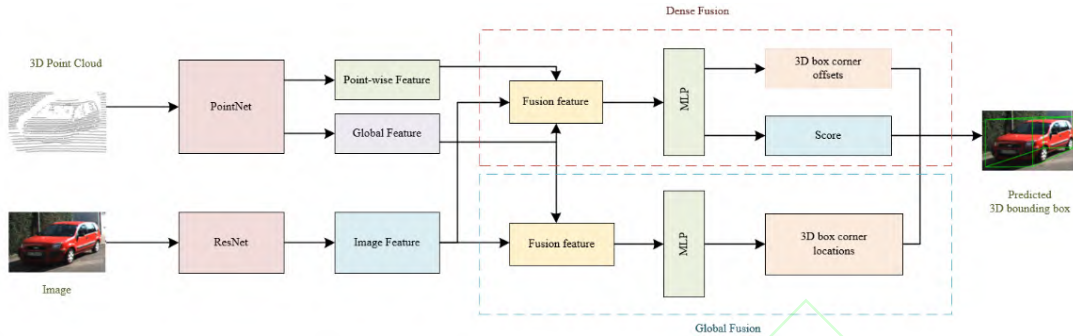 Dense Fusion
3D Point Cloud
PointNet
Point-wise Feature
Global Feature
Fusion feature
MLP
3D box corner
offsets
Score
Predicted
3D bounding box
Image
ResNet
Image Feature
Fusion feature
MLP
3D box corner
locations
Global Fusion